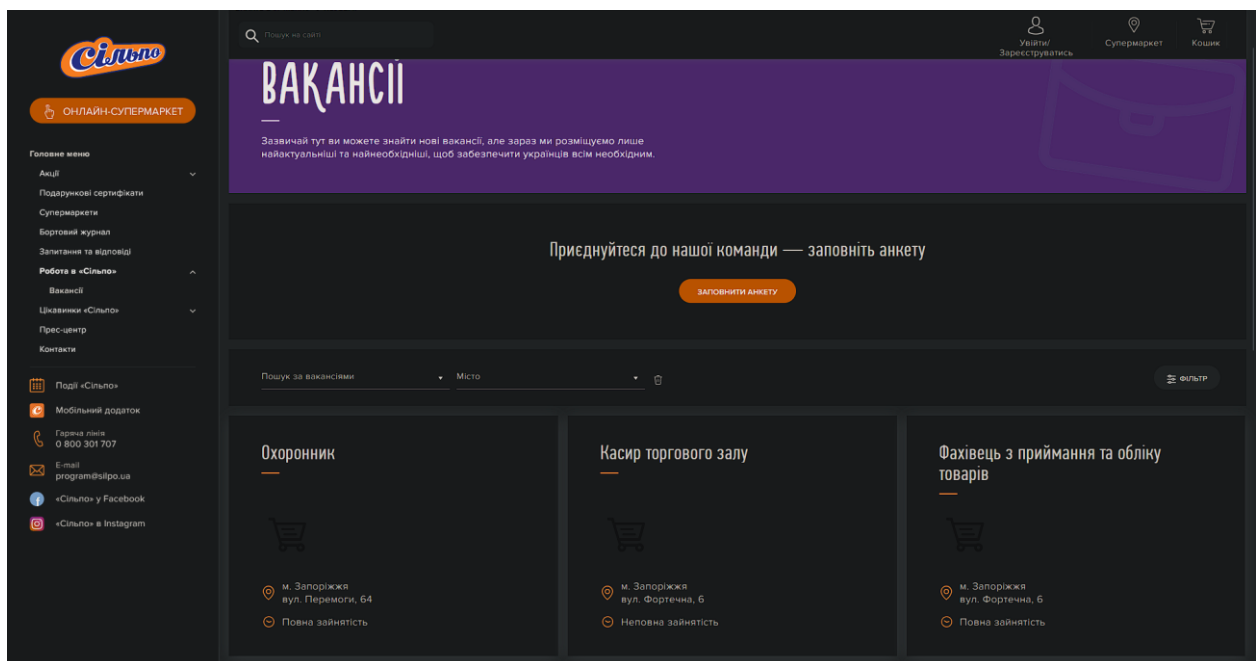 Сільпо
ОНЛАЙН-СУПЕРМАРКЕТ
Головне меню
Акції
Подарункові сертифікати
Супермаркети
Бортовий журнал
Запитання та відповіді
Робота в «Сільпо»
Вакансії
Цікавинки «Сільпо»
Прес-центр
Контакти
Події «Сільпо»
Мобільний додаток
Гаряча лінія
0 800 301 707
E-mail
program@silpo.ua
«Сільпо» у Facebook
«Сільпо» в Instagram
Пошук на сайті
Увійти/
Зареєструватись
Супермаркет
Кошик
ВАКАНСІЇ
Зазвичай тут ви можете знайти нові вакансії, але зараз ми розміщуємо лише
найактуальніші та найнеобхідніші, щоб забезпечити українців всім необхідним.
Приєднуйтеся до нашої команди — заповніть анкету
ЗАПОВНИТИ АНКЕТУ
Пошук за вакансіями
Місто
ФІЛЬТР
Охоронник
м. Запоріжжя
вул. Перемоги, 64
Повна зайнятість
Касир торгового залу
м. Запоріжжя
вул. Фортечна, 6
Неповна зайнятість
Фахівець з приймання та обліку
товарів
м. Запоріжжя
вул. Фортечна, 6
Повна зайнятість